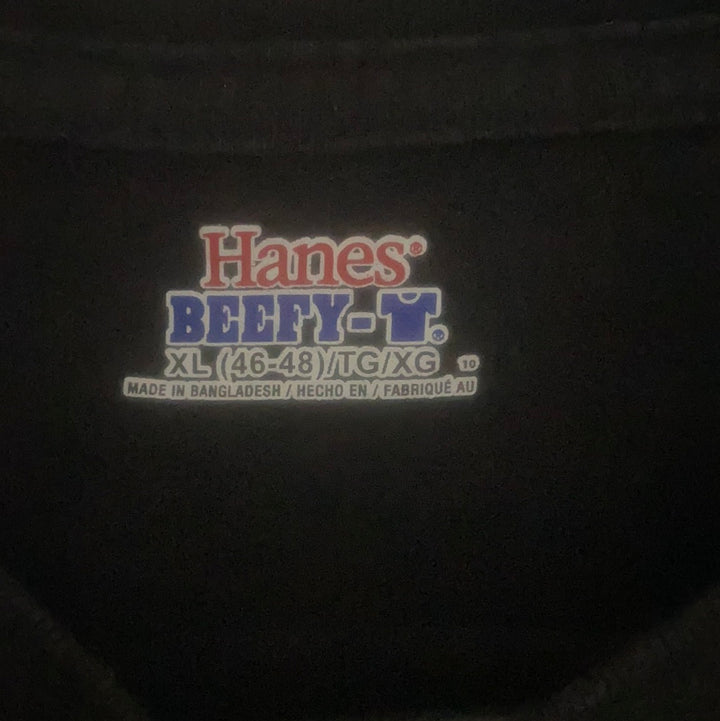 Hanes®
BEEFY-T®
XL (46-48)/TG/XG 10
MADE IN BANGLADESH / HECHO EN / FABRIQUÉ AU